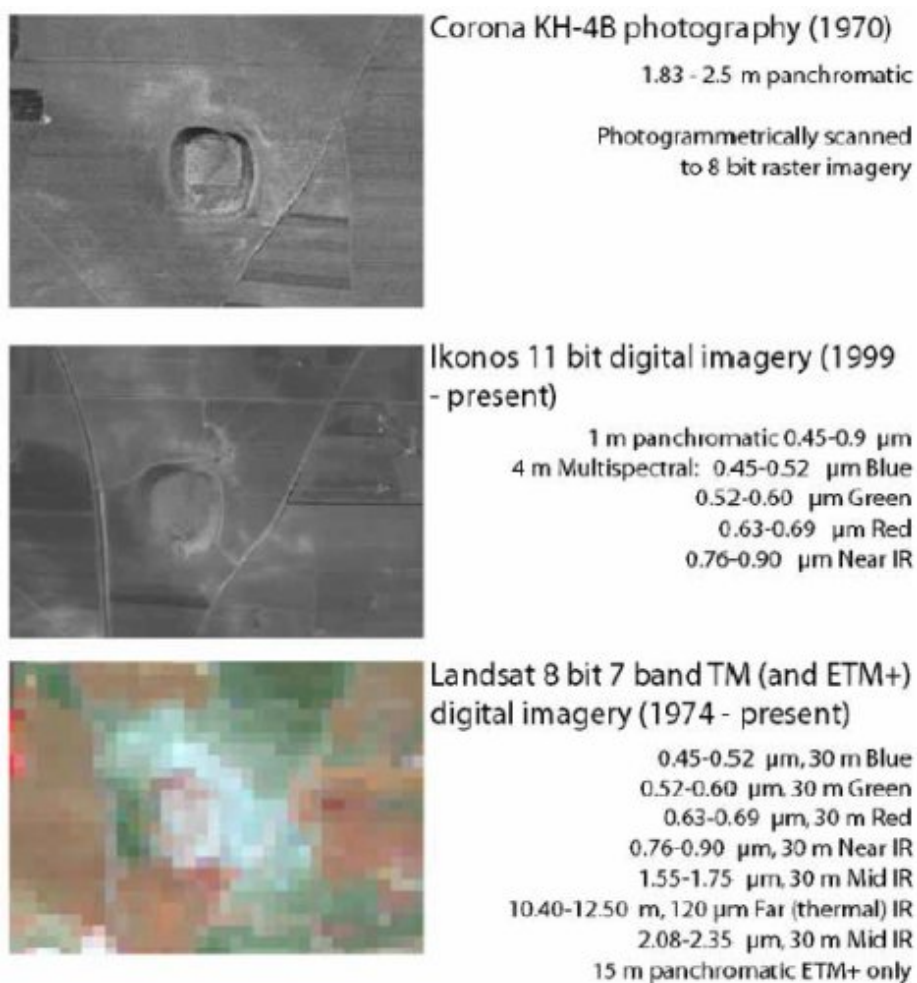 Corona KH-4B photography (1970)
1.83 - 2.5 m panchromatic
Photogrammetrically scanned
to 8 bit raster imagery
Ikonos 11 bit digital imagery (1999
- present)
1 m panchromatic 0.45-0.9 µm
4 m Multispectral: 0.45-0.52 µm Blue
0.52-0.60 µm Green
0.63-0.69 µm Red
0.76-0.90 µm Near IR
Landsat 8 bit 7 band TM (and ETM+)
digital imagery (1974 - present)
0.45-0.52 µm, 30 m Blue
0.52-0.60 µm, 30 m Green
0.63-0.69 µm, 30 m Red
0.76-0.90 µm, 30 m Near IR
1.55-1.75 µm, 30 m Mid IR
10.40-12.50 m, 120 µm Far (thermal) IR
2.08-2.35 µm, 30 m Mid IR
15 m panchromatic ETM+ only